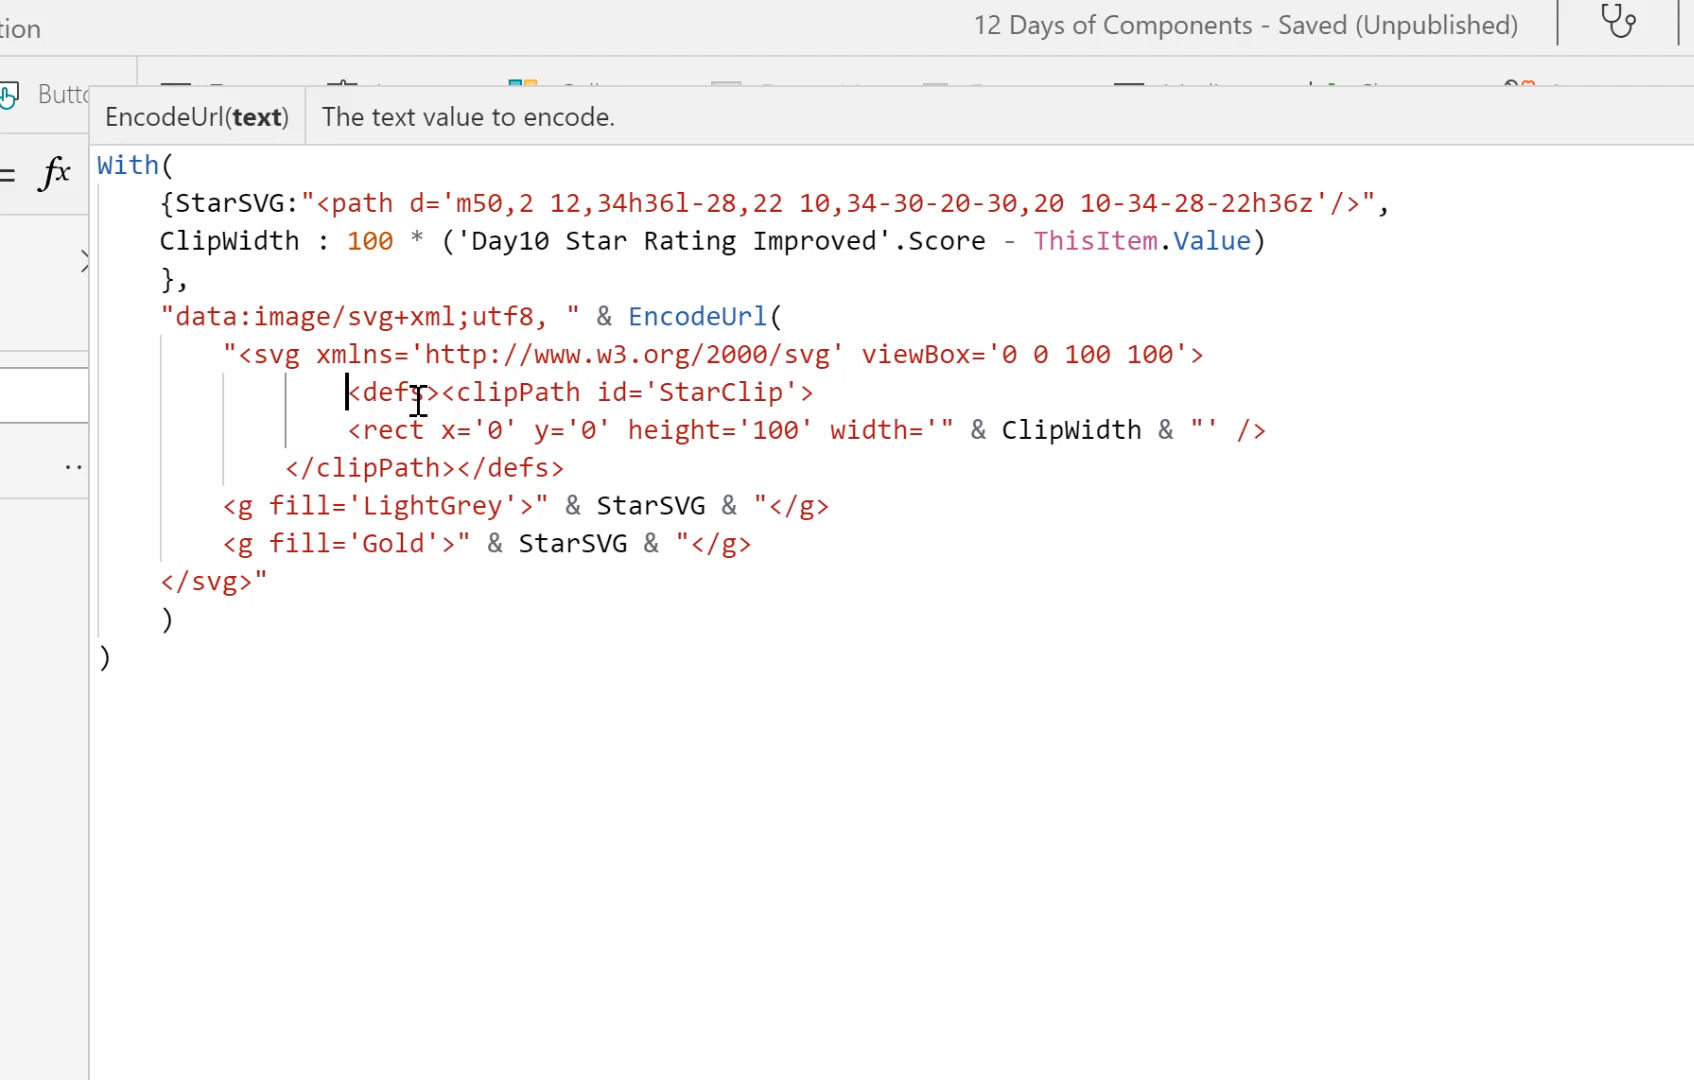 tion
12 Days of Components - Saved (Unpublished)
EncodeUrl(text) The text value to encode.
= fx
With(
{StarSVG:"<path d='m50,2 12,34h36l-28,22 10,34-30-20-30,20 10-34-28-22h36z'/>",
ClipWidth : 100 * ('Day10 Star Rating Improved'.Score - ThisItem.Value)
},
"data:image/svg+xml;utf8, " & EncodeUrl(
"<svg xmlns='http://www.w3.org/2000/svg' viewBox='0 0 100 100'>
<defs><clipPath id='StarClip'>
<rect x='0' y='0' height='100' width='" & ClipWidth & "' />
</clipPath></defs>
<g fill='LightGrey'>" & StarSVG & "</g>
<g fill='Gold'>" & StarSVG & "</g>
</svg>"
)
)